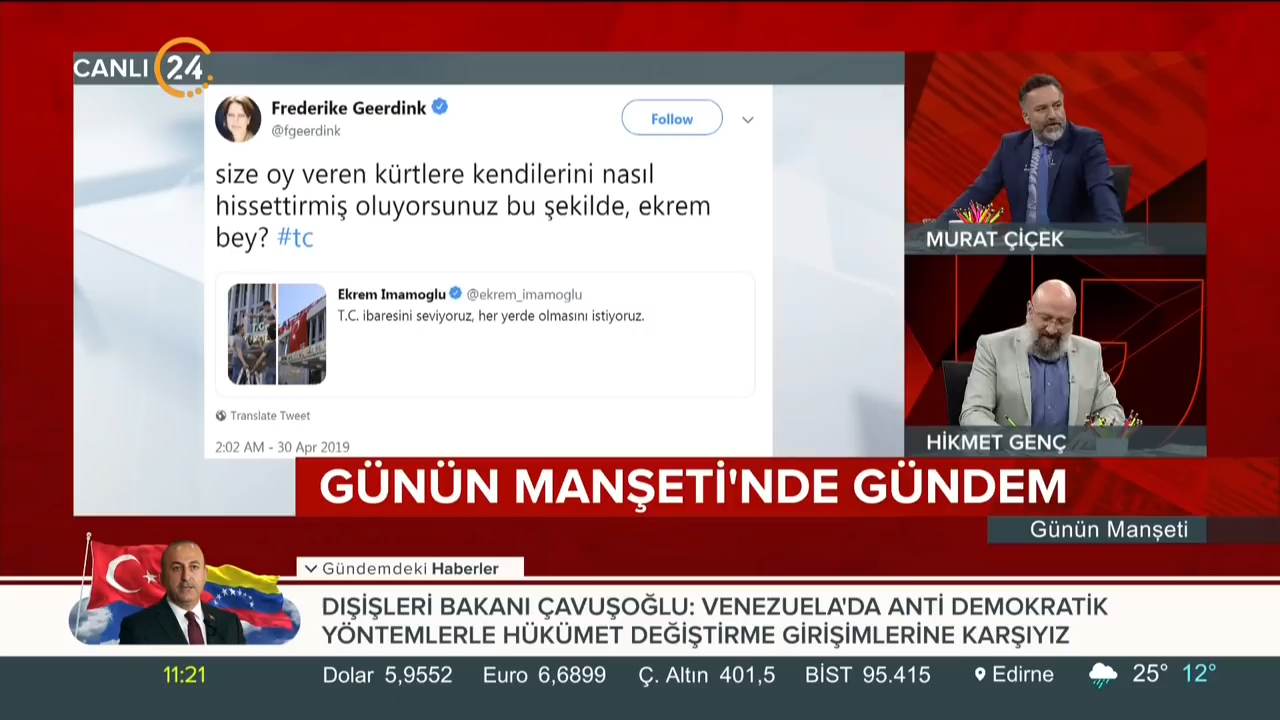 CANLI 24
Frederike Geerdink
@fgeerdink
Follow
size oy veren kürtlere kendilerini nasıl
hissettirmiş oluyorsunuz bu şekilde, ekrem
bey? #tc
Ekrem Imamoglu @ekrem_imamoglu
T.C. ibaresini seviyoruz, her yerde olmasını istiyoruz.
Translate Tweet
2:02 AM - 30 Apr 2019
MURAT ÇİÇEK
HİKMET GENÇ
GÜNÜN MANŞETİ'NDE GÜNDEM
Günün Manşeti
Gündemdeki Haberler
DIŞİŞLERİ BAKANI ÇAVUŞOĞLU: VENEZUELA'DA ANTİ DEMOKRATİK
YÖNTEMLERLE HÜKÜMET DEĞİŞTİRME GİRİŞİMLERİNE KARŞIYIZ
11:21 Dolar 5,9552 Euro 6,6899 Ç. Altın 401,5 BİST 95.415 Edirne 25° 12°